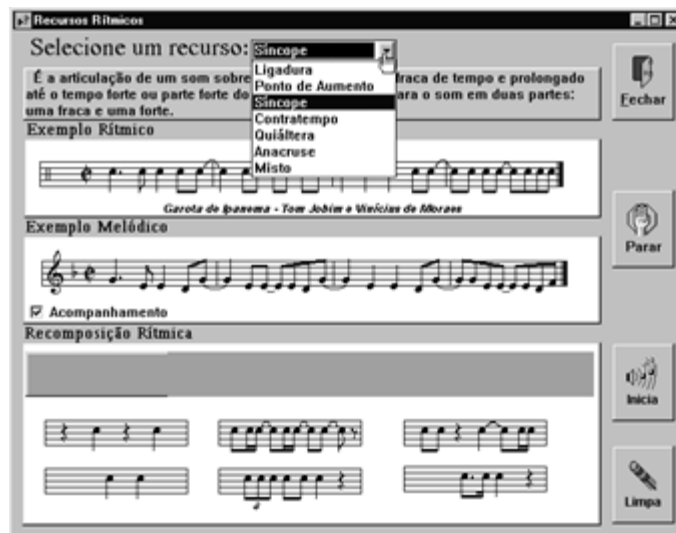 Recursos Rítmicos
Selecione um recurso: Síncope
Ligadura
Ponto de Aumento
Síncope
Contratempo
Quiáltera
Anacruse
Misto
É a articulação de um som sobre fraca de tempo e prolongado
até o tempo forte ou parte forte do ara o som em duas partes:
uma fraca e uma forte.
Fechar
Exemplo Rítmico
Garota de Ipanema - Tom Jobim e Vinícius de Moraes
Exemplo Melódico
Parar
Acompanhamento
Recomposição Rítmica
Inicia
Limpa